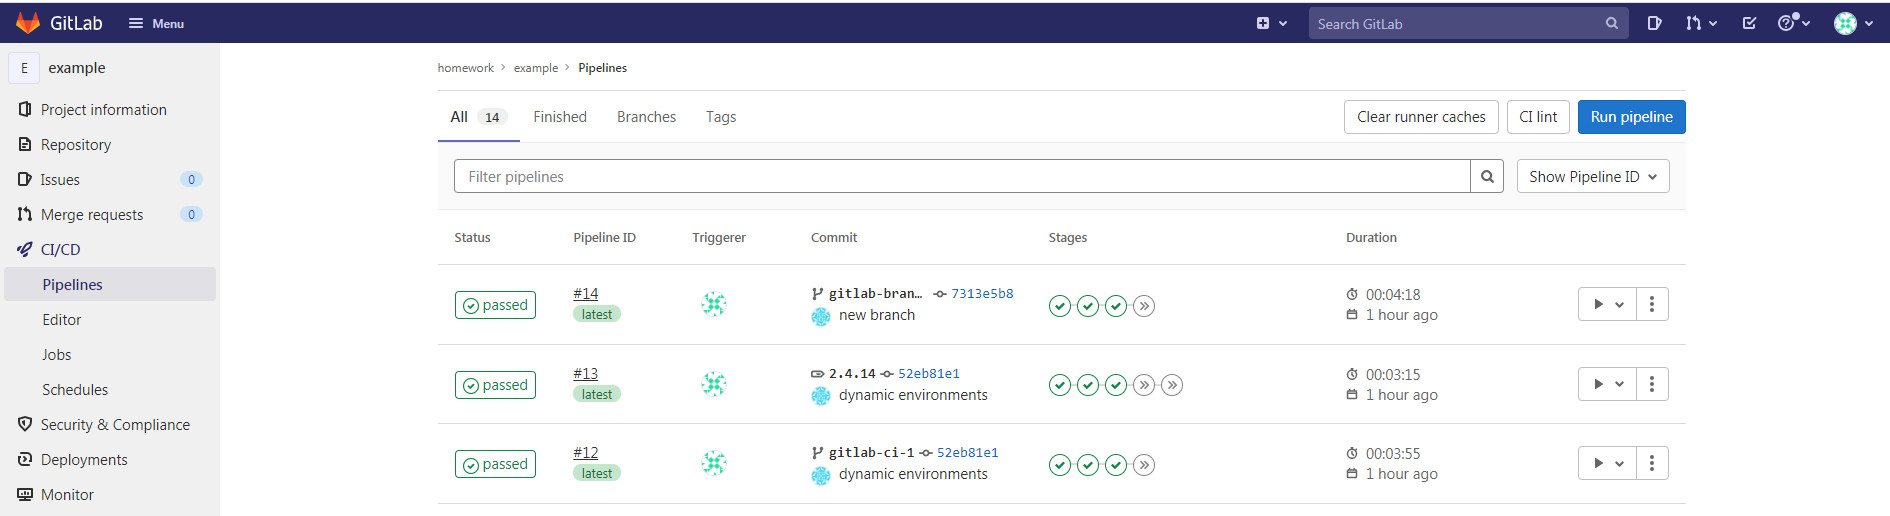 GitLab Menu Search GitLab
E example
Project information
Repository
Issues 0
Merge requests 0
CI/CD
Pipelines
Editor
Jobs
Schedules
Security & Compliance
Deployments
Monitor
homework > example > Pipelines
All 14 Finished Branches Tags Clear runner caches CI lint Run pipeline
Filter pipelines Show Pipeline ID
Status Pipeline ID Triggerer Commit Stages Duration
passed #14 latest gitlab-bran... 7313e5b8 00:04:18
new branch 1 hour ago
passed #13 latest 2.4.14 52eb81e1 00:03:15
dynamic environments 1 hour ago
passed #12 latest gitlab-ci-1 52eb81e1 00:03:55
dynamic environments 1 hour ago